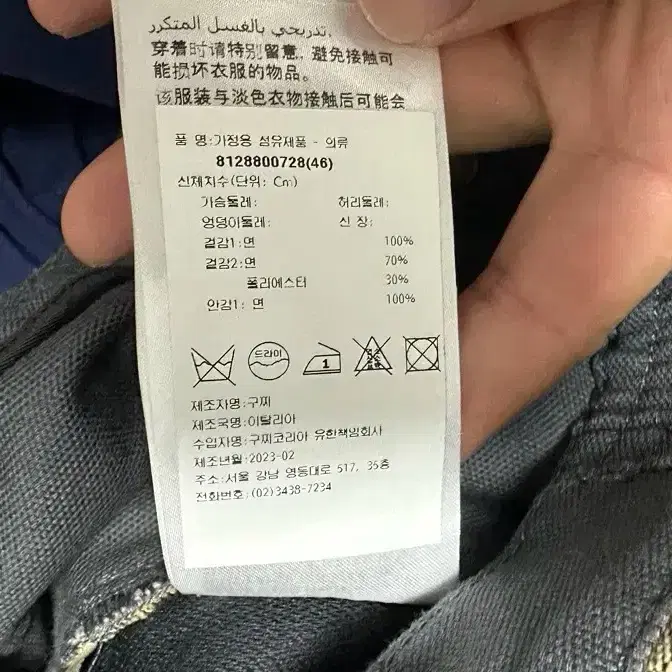 تدريجي بالغسل المتكرر.
穿着时请特别留意，避免接触可
能损坏衣服的物品。
该服装与淡色衣物接触后可能会
품 명:가정용 섬유제품 - 의류
8128800728(46)
신체치수(단위: Cm)
가슴둘레: 허리둘레:
엉덩이둘레: 신 장:
겉감1:면 100%
겉감2:면 70%
폴리에스터 30%
안감1: 면 100%
드라이 1
제조자명:구찌
제조국명:이탈리아
수입자명:구찌코리아 유한책임회사
제조년월:2023-02
주소:서울 강남 영동대로 517, 35층
전화번호:(02)3438-7234